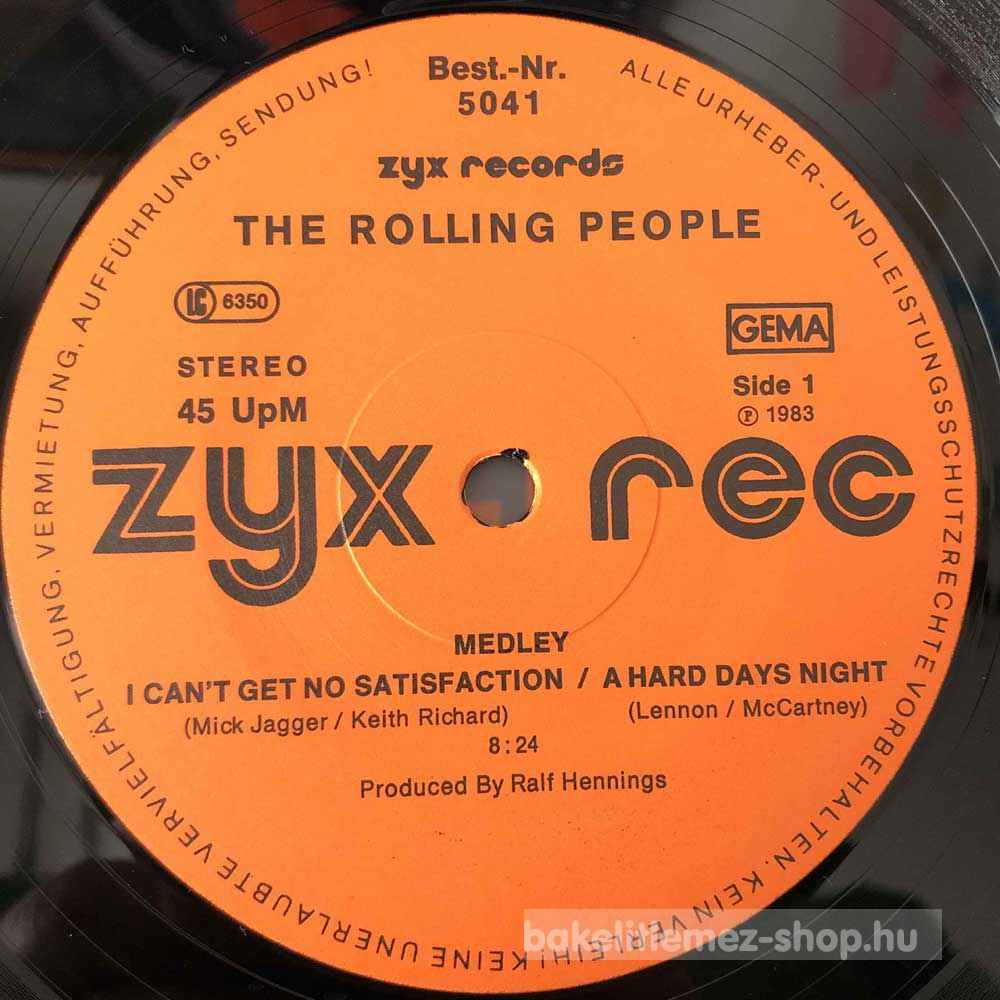 Best.-Nr.
5041
zyx records
THE ROLLING PEOPLE
LC 6350
GEMA
STEREO
45 UpM
Side 1
℗ 1983
zyx rec
MEDLEY
I CAN'T GET NO SATISFACTION / A HARD DAYS NIGHT
(Mick Jagger / Keith Richard) (Lennon / McCartney)
8:24
Produced By Ralf Hennings
ALLE URHEBER- UND LEISTUNGSSCHUTZRECHTE VORBEHALTEN. KEIN VERLEIH! KEINE UNERLAUBTE VERVIELFÄLTIGUNG, VERMIETUNG, AUFFÜHRUNG, SENDUNG!
bakelitlemez-shop.hu